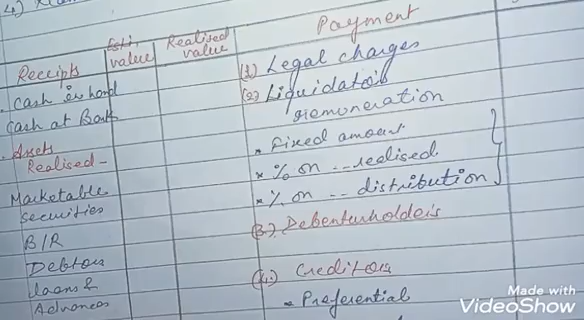 4.)
Payment
Esti. value
Realised value
Receipts
Cash in hand
Cash at Bank
Assets
Realised -
Marketable
securities
B/R
Debtors
loans &
Advances
(1) Legal charges
(2) Liquidator's
remuneration
* Fixed amount
* % on -- realised
* % on -- distribution
(3.) Debentureholders
(4.) Creditors
* Preferential
Made with
VideoShow